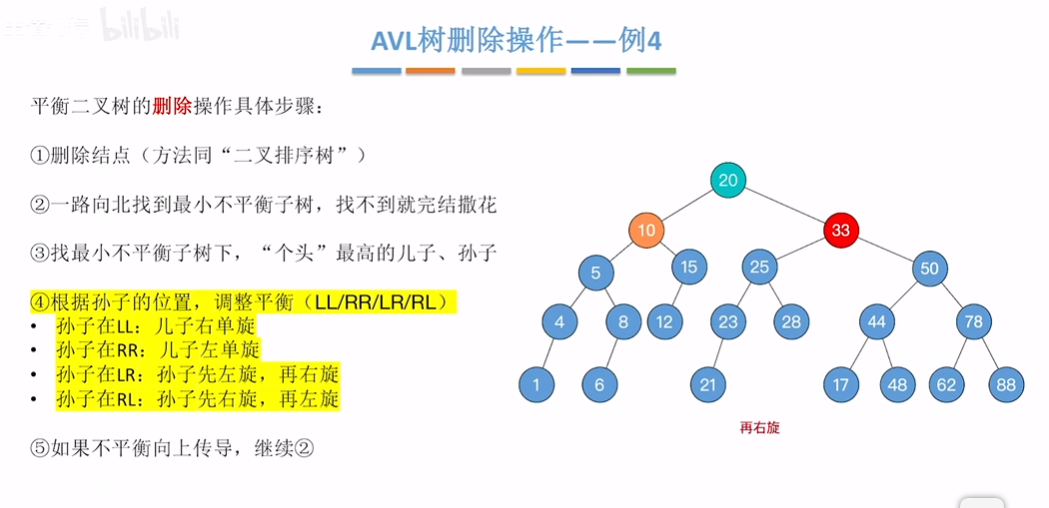 bilibili
AVL树删除操作——例4
平衡二叉树的删除操作具体步骤：
①删除结点（方法同“二叉排序树”）
②一路向北找到最小不平衡子树，找不到就完结撒花
③找最小不平衡子树下，“个头”最高的儿子、孙子
④根据孙子的位置，调整平衡（LL/RR/LR/RL）
• 孙子在LL：儿子右单旋
• 孙子在RR：儿子左单旋
• 孙子在LR：孙子先左旋，再右旋
• 孙子在RL：孙子先右旋，再左旋
⑤如果不平衡向上传导，继续②
20
10 33
5 15 25 50
4 8 12 23 28 44 78
1 6 21 17 48 62 88
再右旋